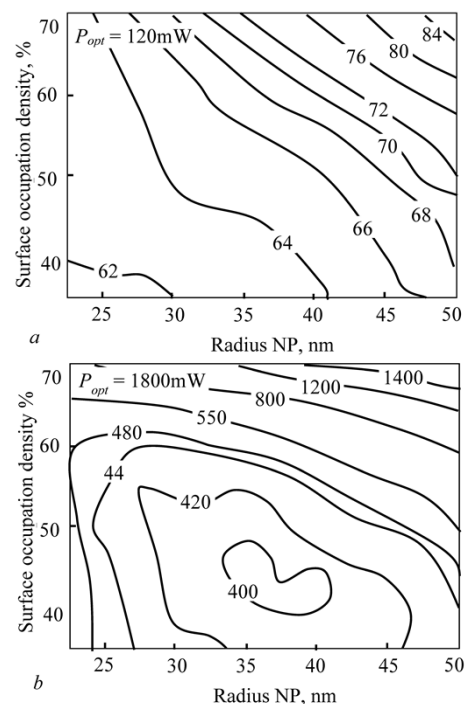 70
P_opt = 120mW
84
80
76
60
72
70
50
68
66
64
40
62
Surface occupation density, %
25 30 35 40 45 50
a
Radius NP, nm
70
P_opt = 1800mW
1400
1200
800
550
60
480
44
420
50
400
40
Surface occupation density %
25 30 35 40 45 50
b
Radius NP, nm